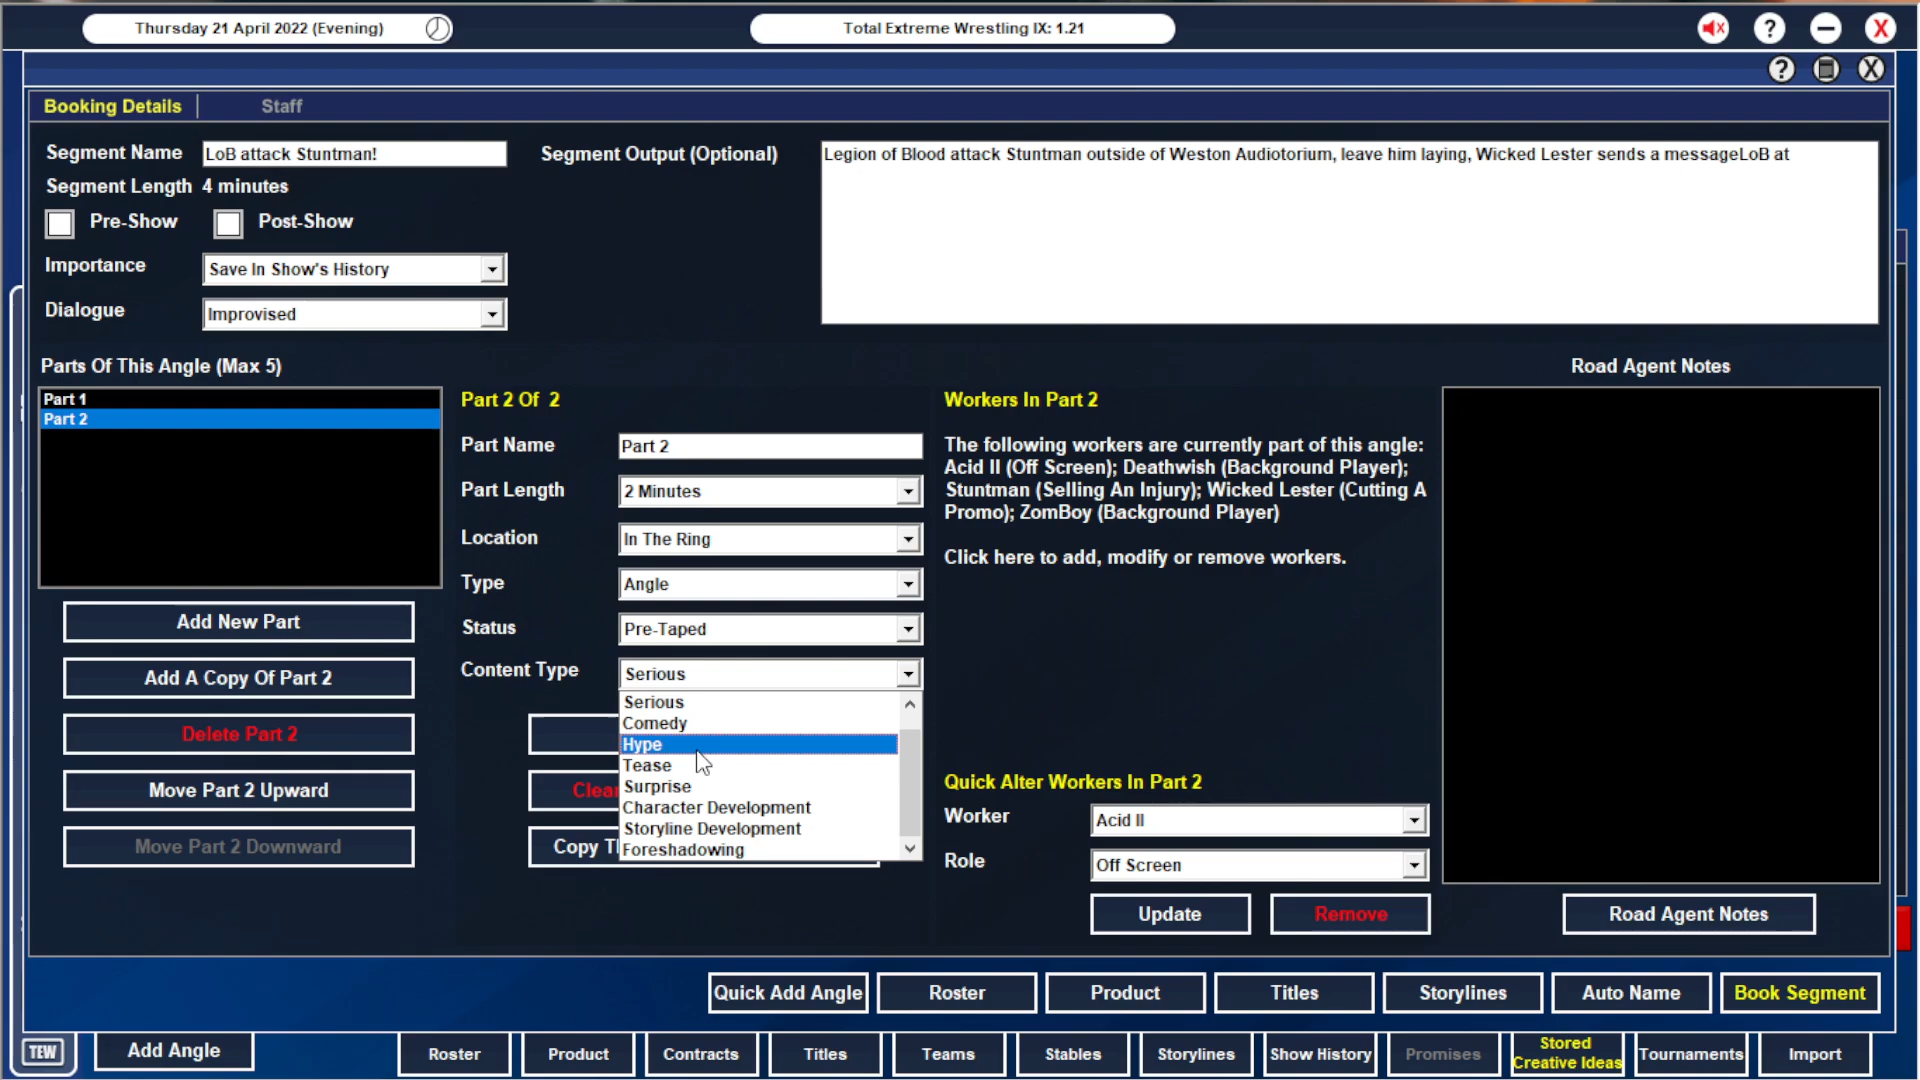 Thursday 21 April 2022 (Evening)
Total Extreme Wrestling IX: 1.21
?
X
?
X
Booking Details
Staff
Segment Name
LoB attack Stuntman!
Segment Output (Optional)
Legion of Blood attack Stuntman outside of Weston Audiotorium, leave him laying, Wicked Lester sends a messageLoB at
Segment Length 4 minutes
Pre-Show
Post-Show
Importance
Save In Show's History
Dialogue
Improvised
Parts Of This Angle (Max 5)
Road Agent Notes
Part 1
Part 2
Part 2 Of 2
Part Name
Part 2
Part Length
2 Minutes
Location
In The Ring
Type
Angle
Status
Pre-Taped
Content Type
Serious
Serious
Comedy
Hype
Tease
Surprise
Character Development
Storyline Development
Foreshadowing
Workers In Part 2
The following workers are currently part of this angle:
Acid II (Off Screen); Deathwish (Background Player);
Stuntman (Selling An Injury); Wicked Lester (Cutting A
Promo); ZomBoy (Background Player)
Click here to add, modify or remove workers.
Add New Part
Add A Copy Of Part 2
Delete Part 2
Move Part 2 Upward
Move Part 2 Downward
Clea
Copy T
Quick Alter Workers In Part 2
Worker
Acid II
Role
Off Screen
Update
Remove
Road Agent Notes
Quick Add Angle
Roster
Product
Titles
Storylines
Auto Name
Book Segment
TEW
Add Angle
Roster
Product
Contracts
Titles
Teams
Stables
Storylines
Show History
Promises
Stored
Creative Ideas
Tournaments
Import